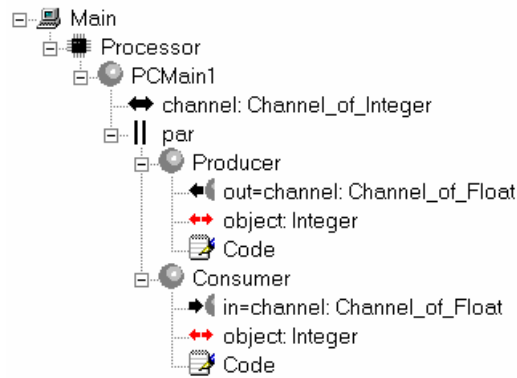 Main
Processor
PCMain1
channel: Channel_of_Integer
par
Producer
out=channel: Channel_of_Float
object: Integer
Code
Consumer
in=channel: Channel_of_Float
object: Integer
Code